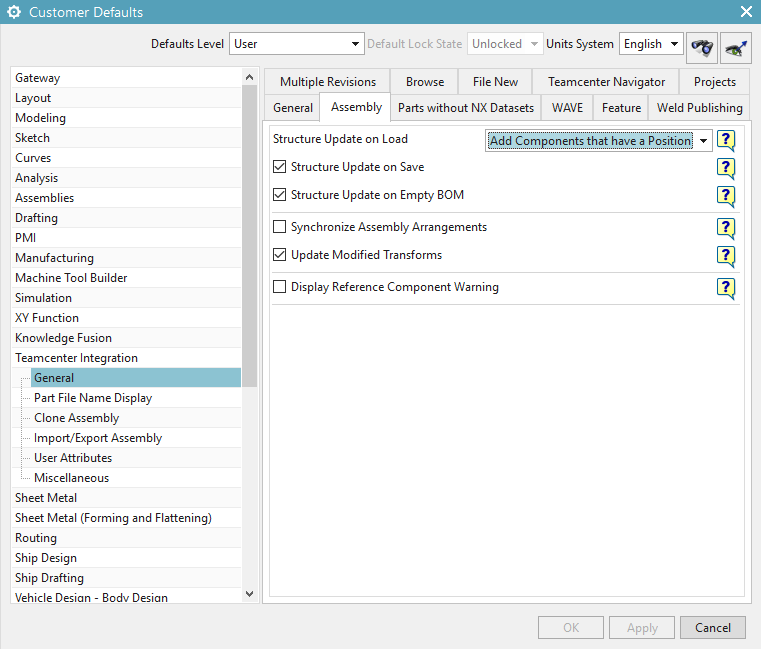 Customer Defaults
Defaults Level User Default Lock State Unlocked Units System English
Gateway
Layout
Modeling
Sketch
Curves
Analysis
Assemblies
Drafting
PMI
Manufacturing
Machine Tool Builder
Simulation
XY Function
Knowledge Fusion
Teamcenter Integration
General
Part File Name Display
Clone Assembly
Import/Export Assembly
User Attributes
Miscellaneous
Sheet Metal
Sheet Metal (Forming and Flattening)
Routing
Ship Design
Ship Drafting
Vehicle Design - Body Design
Multiple Revisions Browse File New Teamcenter Navigator Projects
General Assembly Parts without NX Datasets WAVE Feature Weld Publishing
Structure Update on Load Add Components that have a Position ?
Structure Update on Save ?
Structure Update on Empty BOM ?
Synchronize Assembly Arrangements ?
Update Modified Transforms ?
Display Reference Component Warning ?
OK Apply Cancel